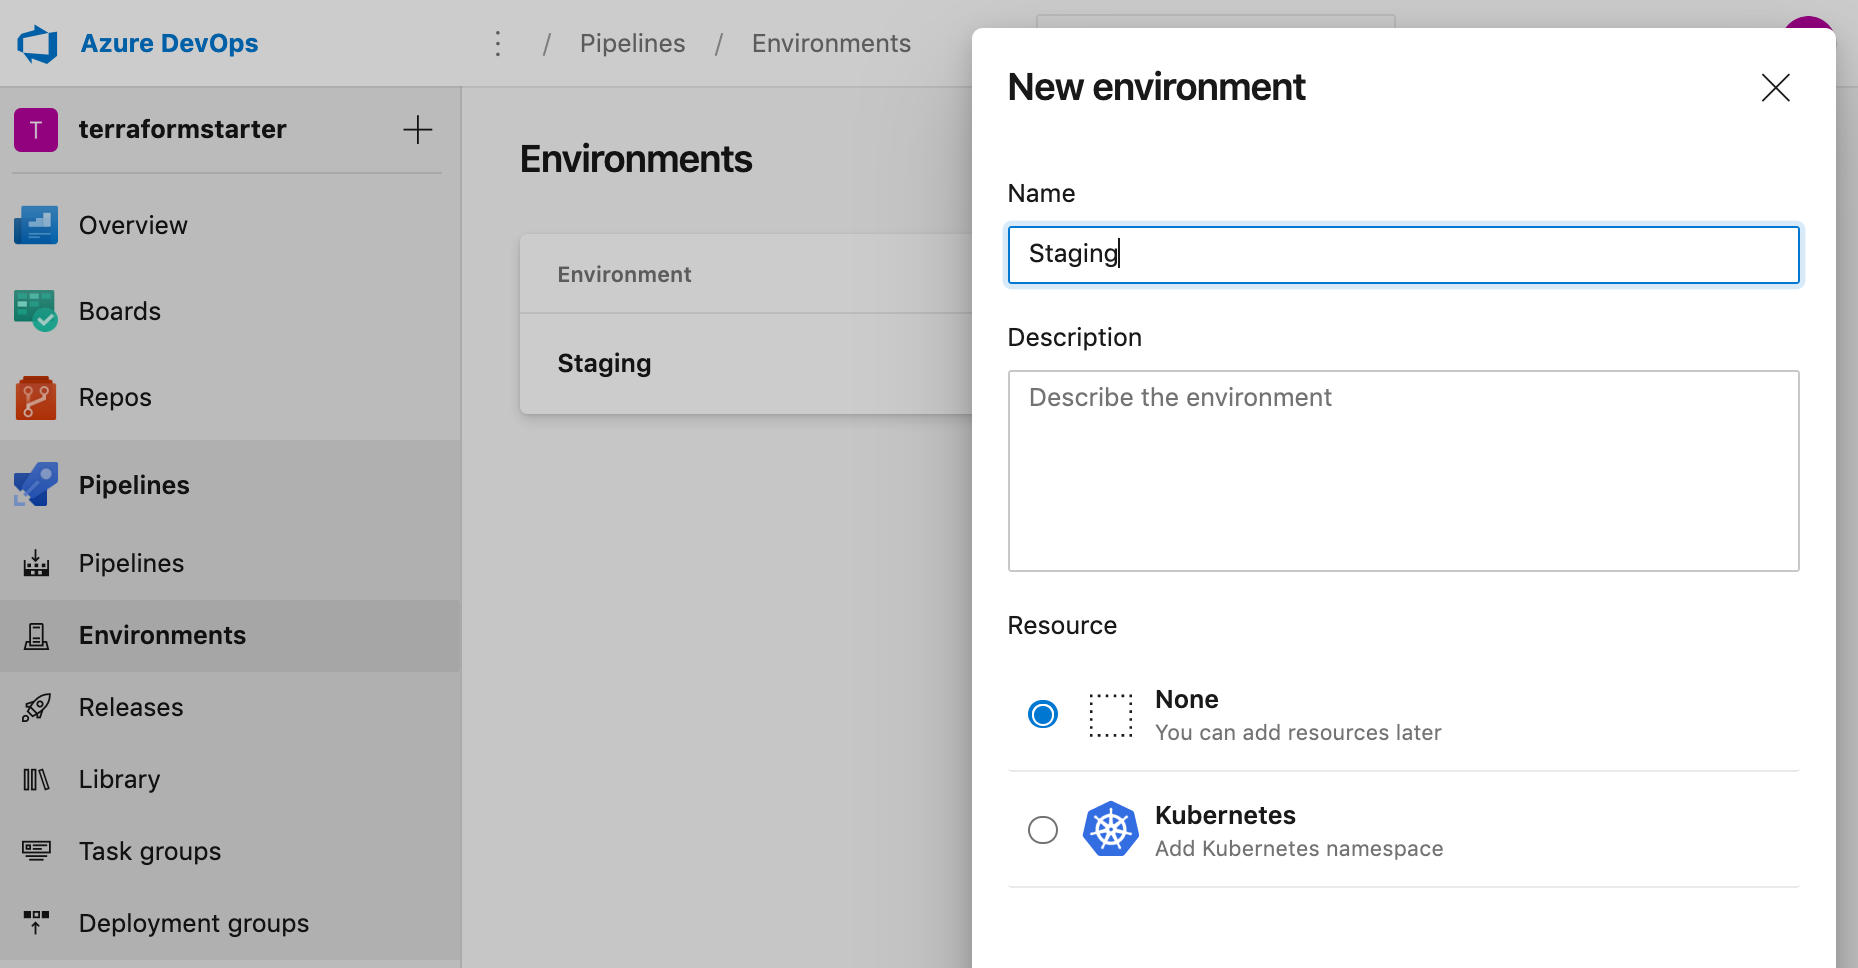 Azure DevOps
/ Pipelines / Environments
T terraformstarter
Overview
Boards
Repos
Pipelines
Pipelines
Environments
Releases
Library
Task groups
Deployment groups
Environments
Environment
Staging
New environment
Name
Staging
Description
Describe the environment
Resource
None
You can add resources later
Kubernetes
Add Kubernetes namespace